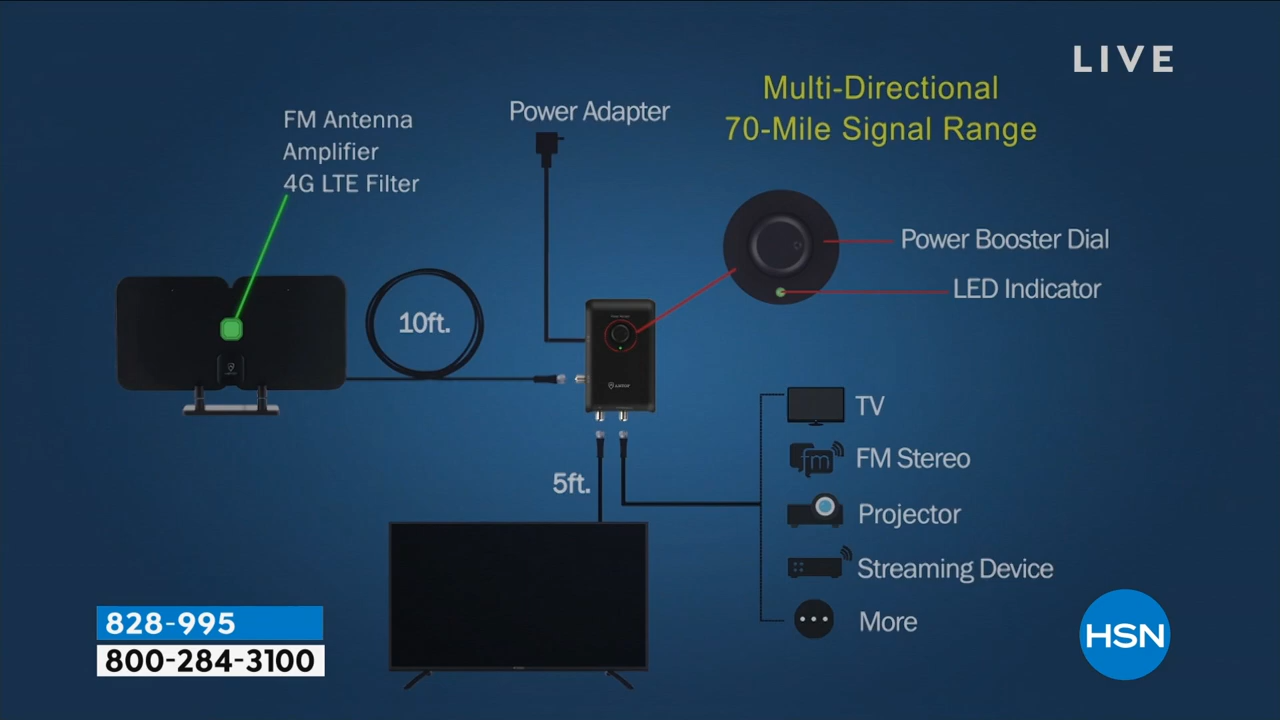 LIVE
Multi-Directional
70-Mile Signal Range
FM Antenna
Amplifier
4G LTE Filter
Power Adapter
Power Booster Dial
LED Indicator
10ft.
TV
fm
FM Stereo
5ft.
Projector
Streaming Device
More
828-995
800-284-3100
HSN